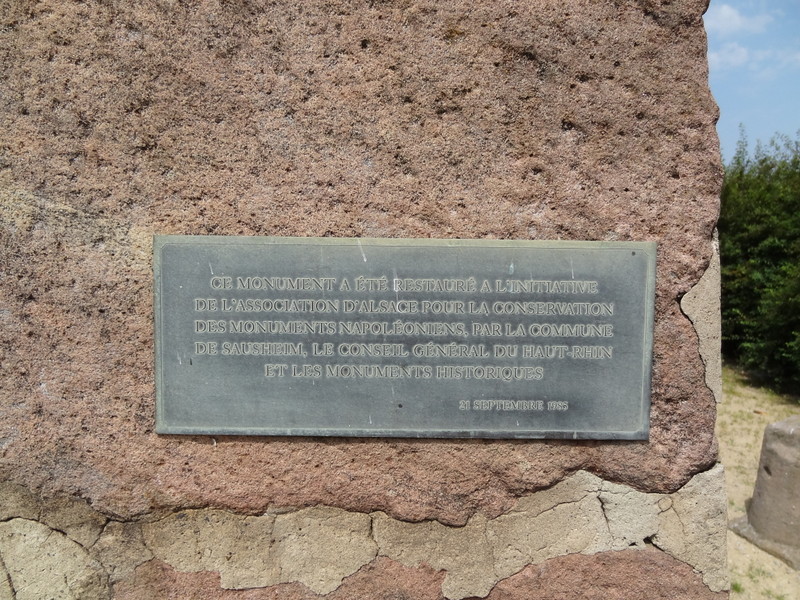 CE MONUMENT A ÉTÉ RESTAURÉ A L'INITIATIVE
DE L'ASSOCIATION D'ALSACE POUR LA CONSERVATION
DES MONUMENTS NAPOLÉONIENS, PAR LA COMMUNE
DE SAUSHEIM, LE CONSEIL GÉNÉRAL DU HAUT-RHIN
ET LES MONUMENTS HISTORIQUES
21 SEPTEMBRE 1985